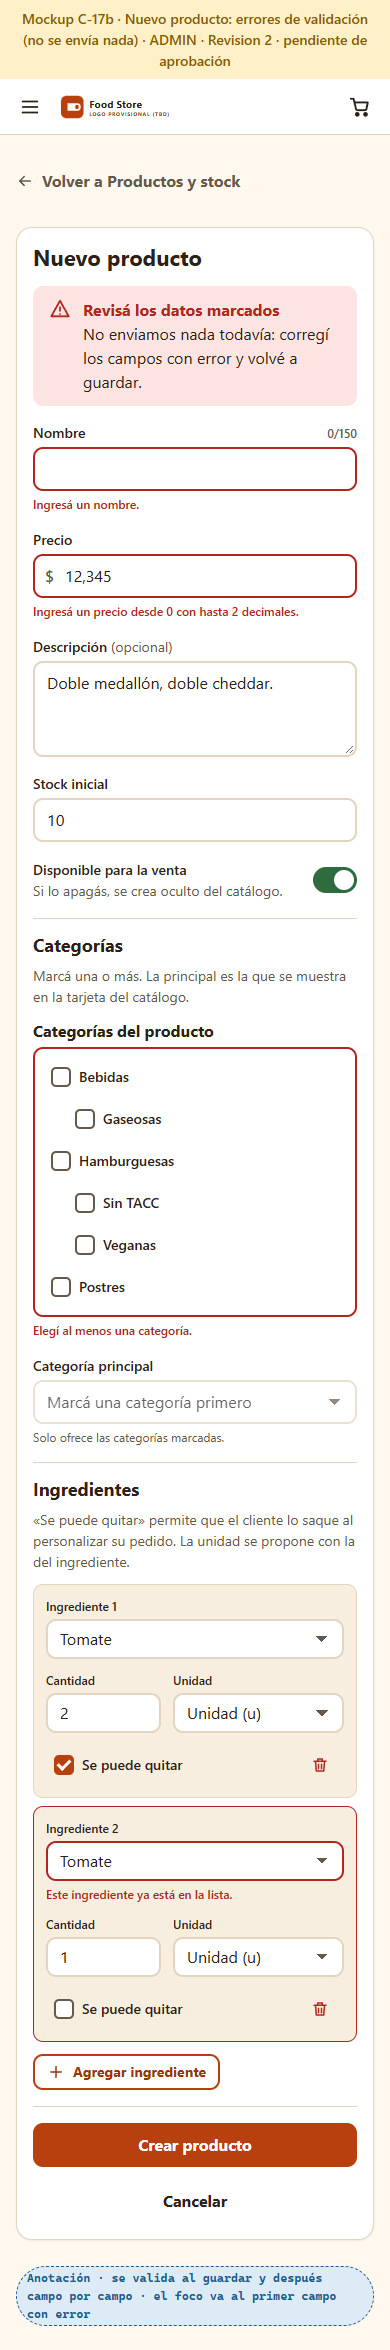 Mockup C-17b · Nuevo producto: errores de validación
(no se envía nada) · ADMIN · Revision 2 · pendiente de
aprobación
Food Store
LOGO PROVISIONAL (TBD)
← Volver a Productos y stock
Nuevo producto
Revisá los datos marcados
No enviamos nada todavía: corregí
los campos con error y volvé a
guardar.
Nombre 0/150
Ingresá un nombre.
Precio
$ 12,345
Ingresá un precio desde 0 con hasta 2 decimales.
Descripción (opcional)
Doble medallón, doble cheddar.
Stock inicial
10
Disponible para la venta
Si lo apagás, se crea oculto del catálogo.
Categorías
Marcá una o más. La principal es la que se muestra
en la tarjeta del catálogo.
Categorías del producto
Bebidas
Gaseosas
Hamburguesas
Sin TACC
Veganas
Postres
Elegí al menos una categoría.
Categoría principal
Marcá una categoría primero
Solo ofrece las categorías marcadas.
Ingredientes
«Se puede quitar» permite que el cliente lo saque al
personalizar su pedido. La unidad se propone con la
del ingrediente.
Ingrediente 1
Tomate
Cantidad Unidad
2 Unidad (u)
Se puede quitar
Ingrediente 2
Tomate
Este ingrediente ya está en la lista.
Cantidad Unidad
1 Unidad (u)
Se puede quitar
+ Agregar ingrediente
Crear producto
Cancelar
Anotación · se valida al guardar y después
campo por campo · el foco va al primer campo
con error